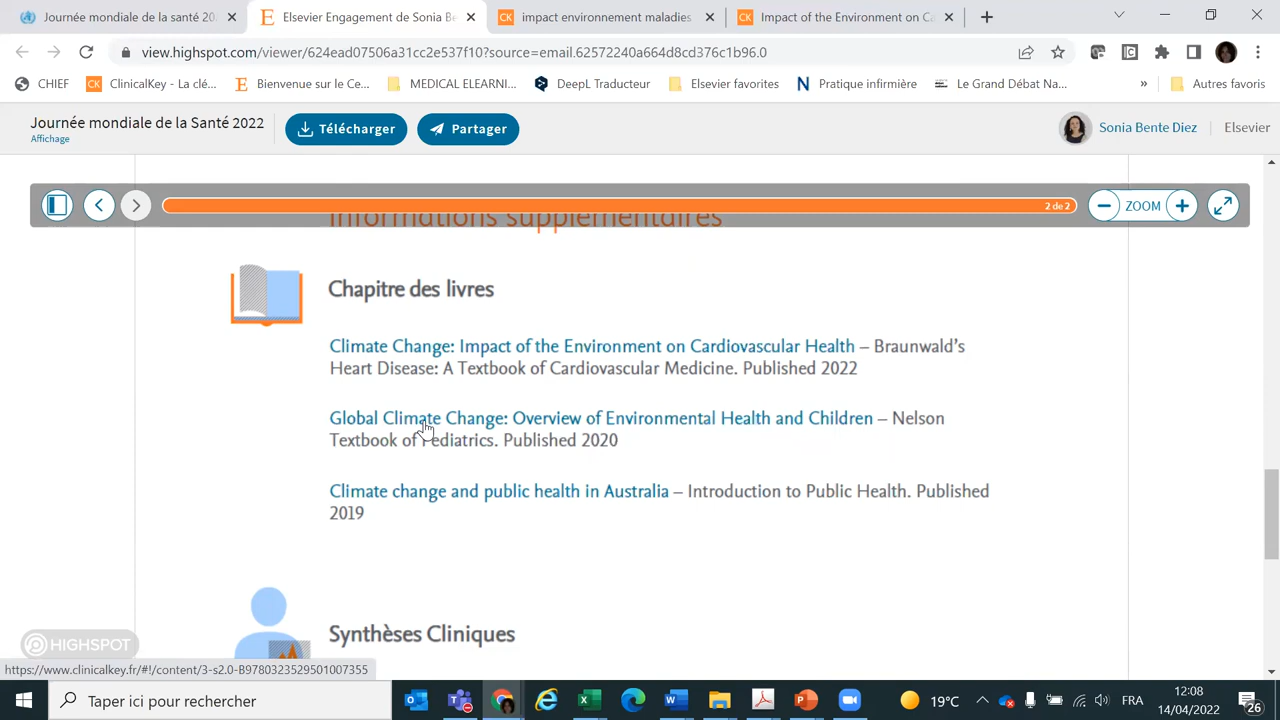 Journée mondiale de la santé 20
Elsevier Engagement de Sonia Be
impact environnement maladies
Impact of the Environment on Ca
view.highspot.com/viewer/624ead07506a31cc2e537f10?source=email.62572240a664d8cd376c1b96.0
CHIEF
ClinicalKey - La clé...
Bienvenue sur le Ce...
MEDICAL ELEARNI...
DeepL Traducteur
Elsevier favorites
Pratique infirmière
Le Grand Débat Na...
»
Autres favoris
Journée mondiale de la Santé 2022
Affichage
Télécharger
Partager
Sonia Bente Diez
Elsevier
2 de 2
ZOOM
Informations supplémentaires
Chapitre des livres
Climate Change: Impact of the Environment on Cardiovascular Health – Braunwald's
Heart Disease: A Textbook of Cardiovascular Medicine. Published 2022
Global Climate Change: Overview of Environmental Health and Children – Nelson
Textbook of Pediatrics. Published 2020
Climate change and public health in Australia – Introduction to Public Health. Published
2019
HIGHSPOT
Synthèses Cliniques
https://www.clinicalkey.fr/#!/content/3-s2.0-B9780323529501007355
Taper ici pour rechercher
19°C
FRA
12:08
14/04/2022
26